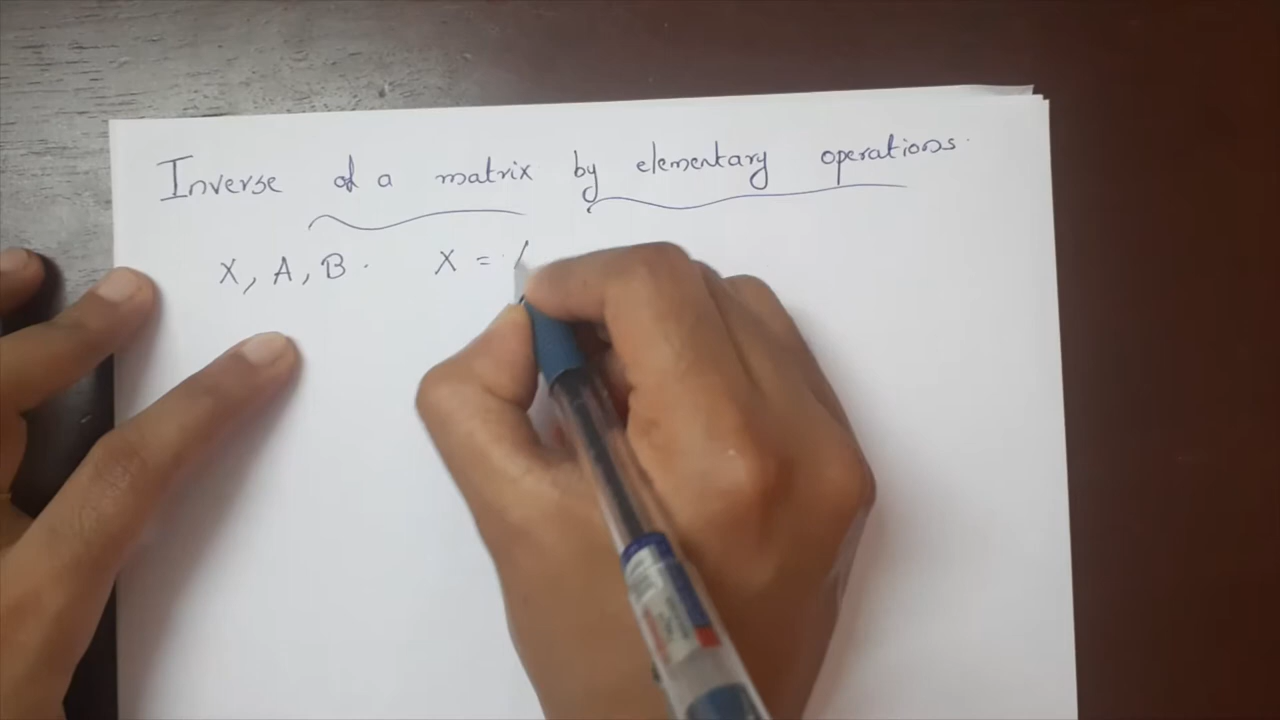 Inverse of a matrix by elementary operations.
X, A, B. X =